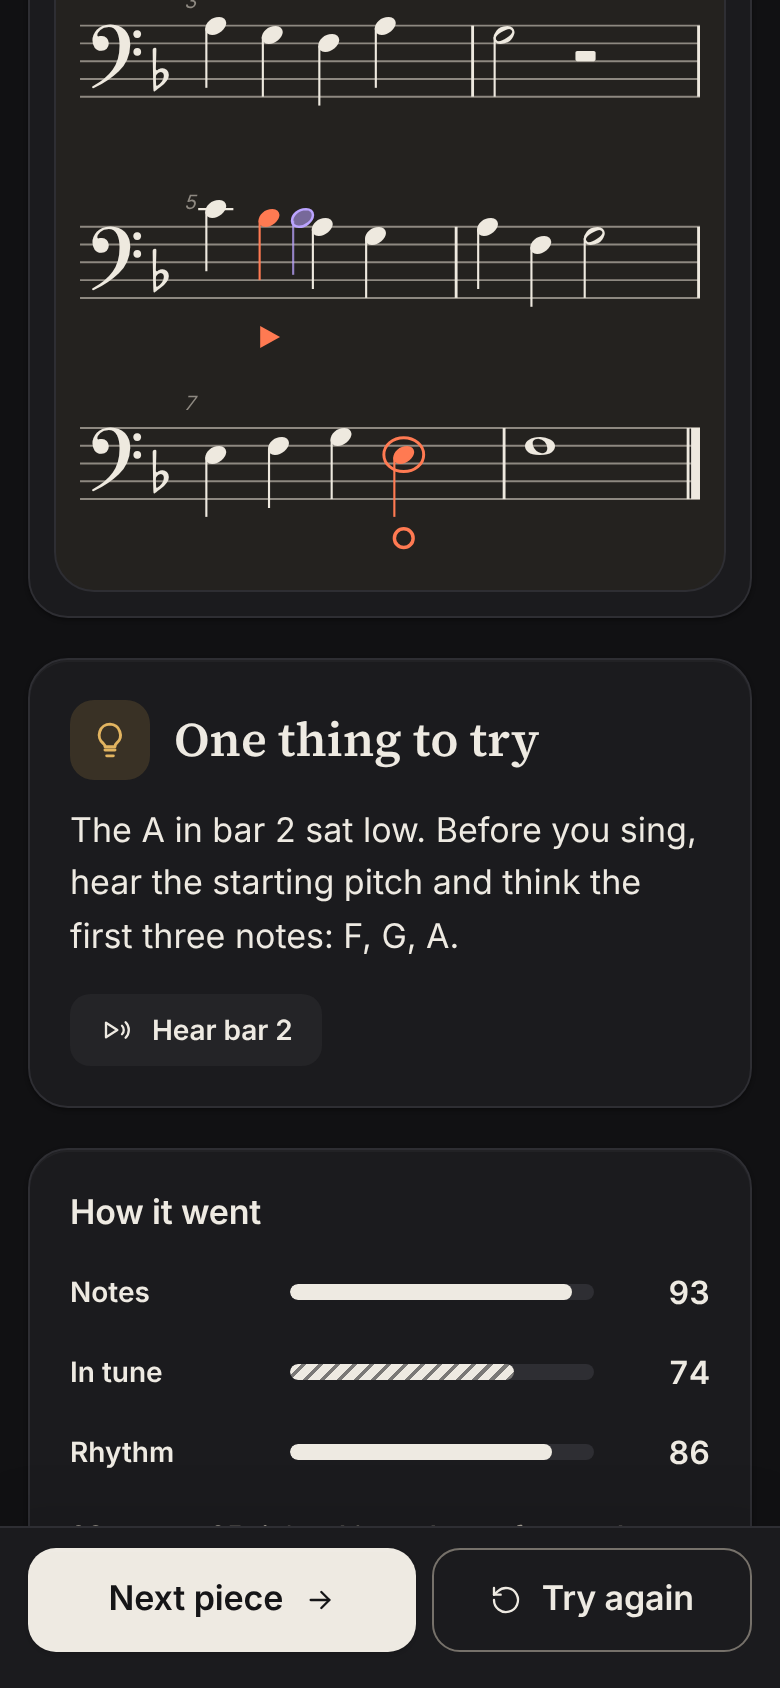 3
5
7
One thing to try
The A in bar 2 sat low. Before you sing,
hear the starting pitch and think the
first three notes: F, G, A.
Hear bar 2
How it went
Notes 93
In tune 74
Rhythm 86
Next piece →
Try again